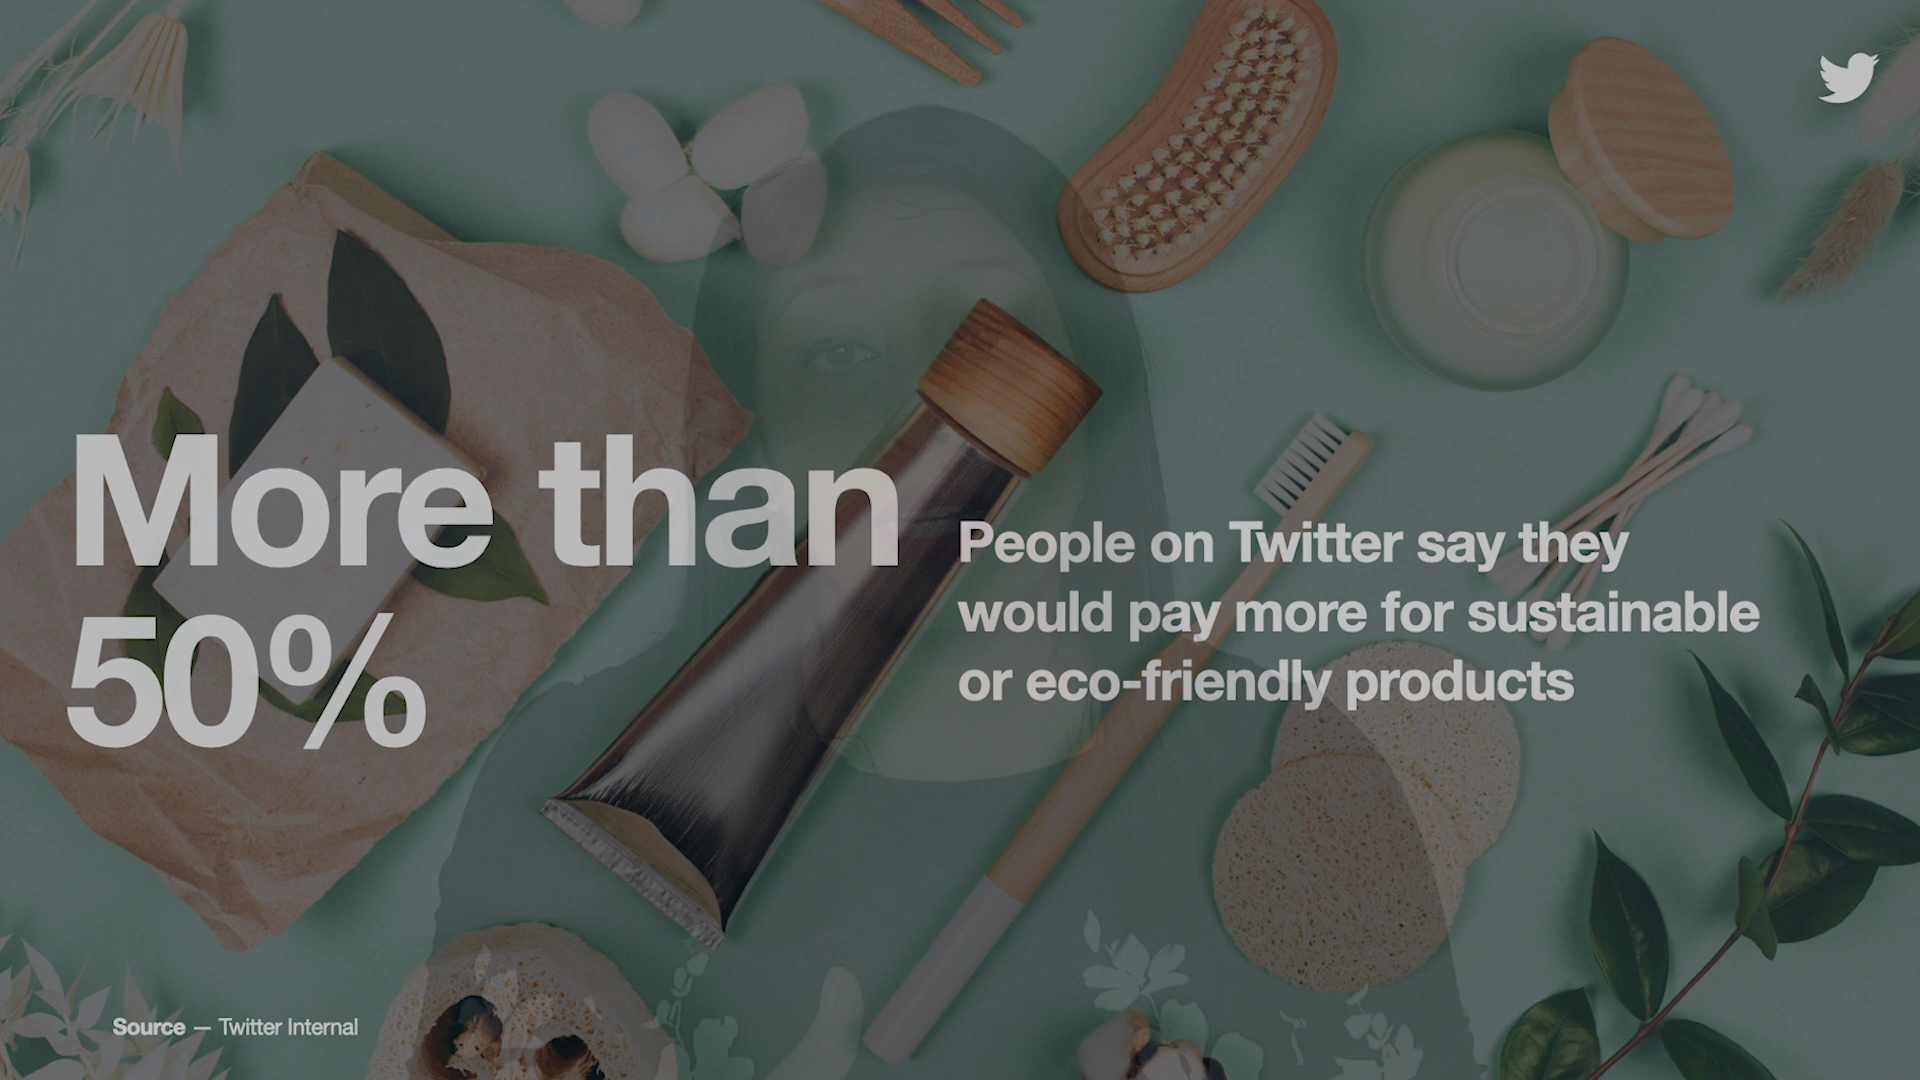 More than
50%
People on Twitter say they
would pay more for sustainable
or eco-friendly products
Source — Twitter Internal